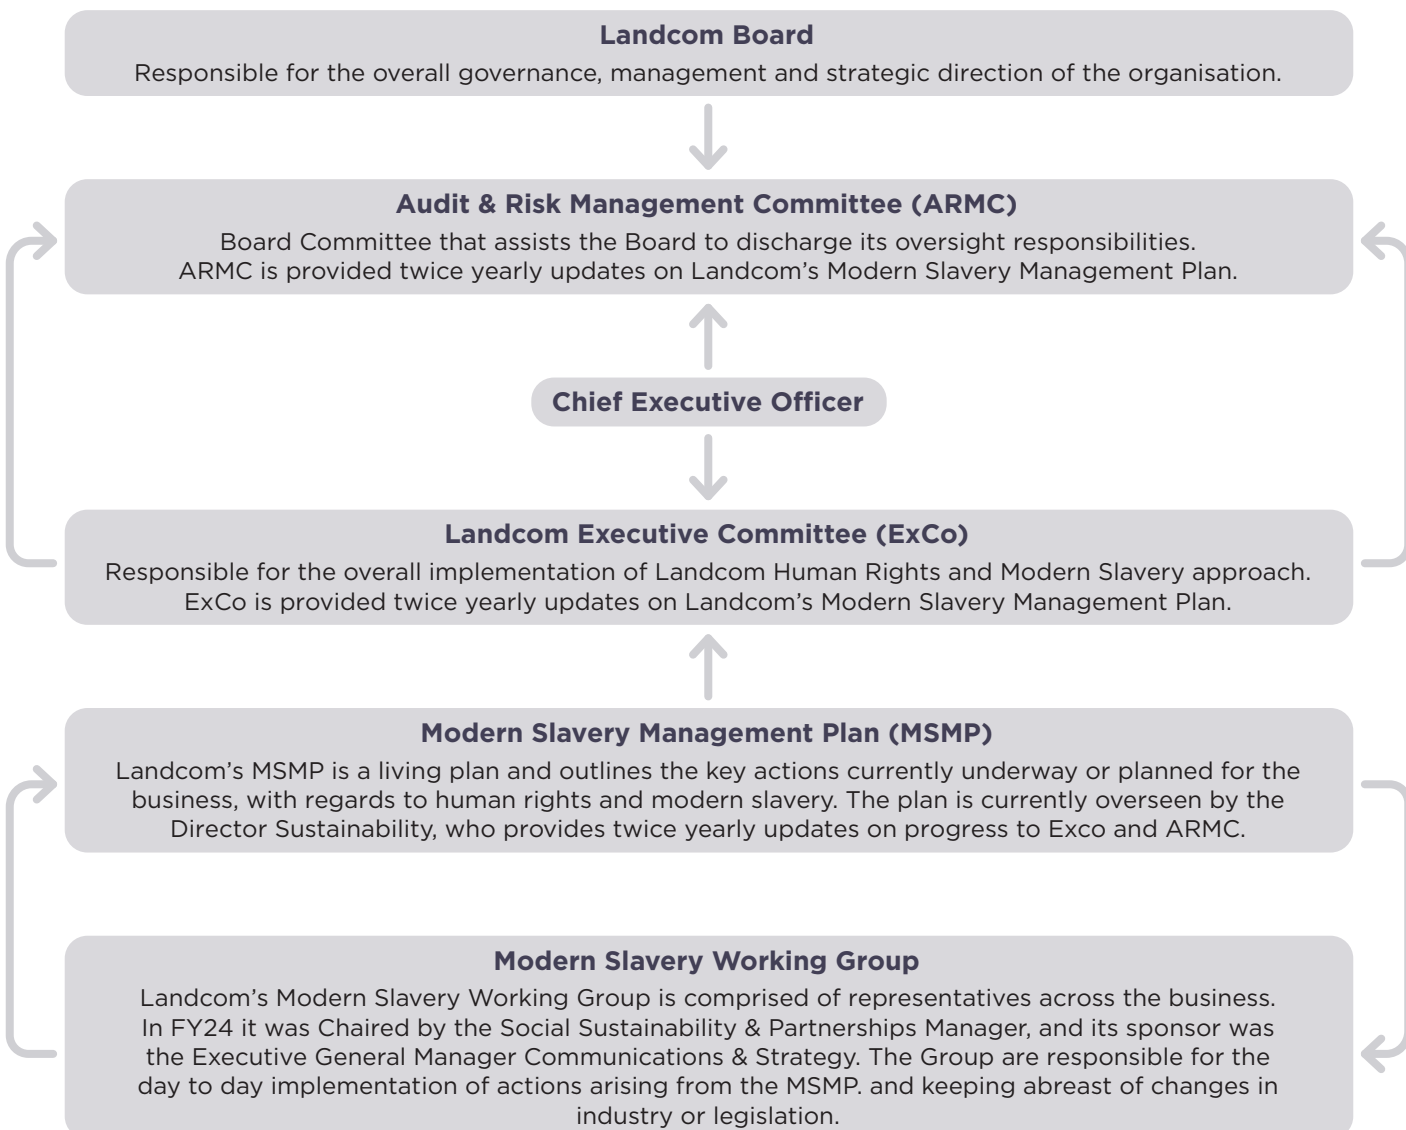 Landcom Board
Responsible for the overall governance, management and strategic direction of the organisation.
Audit & Risk Management Committee (ARMC)
Board Committee that assists the Board to discharge its oversight responsibilities.
ARMC is provided twice yearly updates on Landcom’s Modern Slavery Management Plan.
Chief Executive Officer
Landcom Executive Committee (ExCo)
Responsible for the overall implementation of Landcom Human Rights and Modern Slavery approach.
ExCo is provided twice yearly updates on Landcom’s Modern Slavery Management Plan.
Modern Slavery Management Plan (MSMP)
Landcom’s MSMP is a living plan and outlines the key actions currently underway or planned for the
business, with regards to human rights and modern slavery. The plan is currently overseen by the
Director Sustainability, who provides twice yearly updates on progress to Exco and ARMC.
Modern Slavery Working Group
Landcom’s Modern Slavery Working Group is comprised of representatives across the business.
In FY24 it was Chaired by the Social Sustainability & Partnerships Manager, and its sponsor was
the Executive General Manager Communications & Strategy. The Group are responsible for the
day to day implementation of actions arising from the MSMP. and keeping abreast of changes in
industry or legislation.